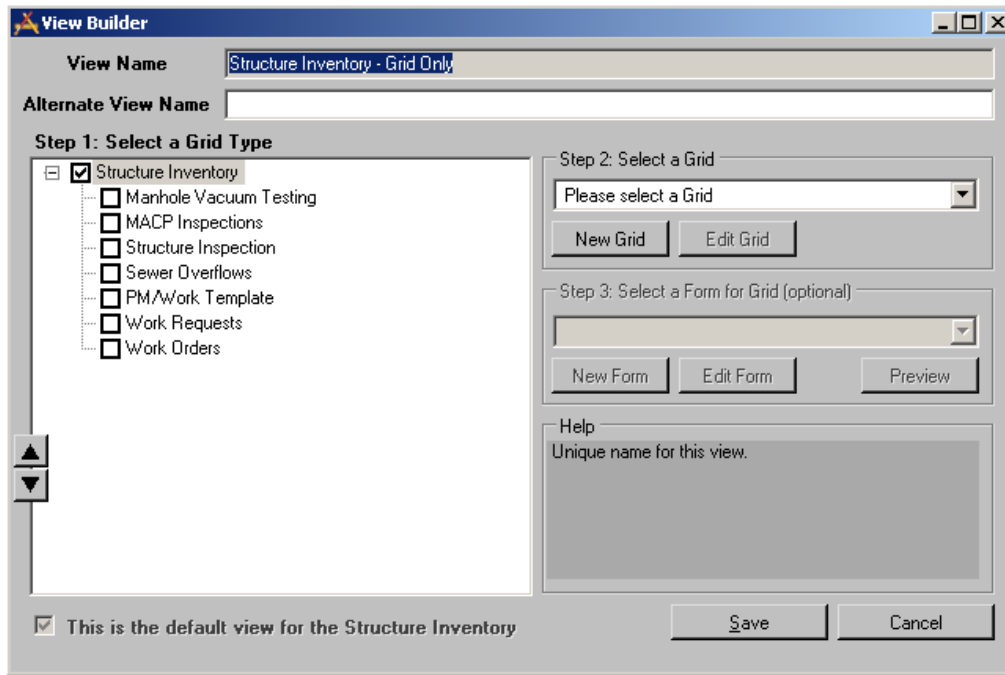 View Builder
View Name
Structure Inventory - Grid Only
Alternate View Name
Step 1: Select a Grid Type
Structure Inventory
Manhole Vacuum Testing
MACP Inspections
Structure Inspection
Sewer Overflows
PM/Work Template
Work Requests
Work Orders
Step 2: Select a Grid
Please select a Grid
New Grid
Edit Grid
Step 3: Select a Form for Grid (optional)
New Form
Edit Form
Preview
Help
Unique name for this view.
This is the default view for the Structure Inventory
Save
Cancel